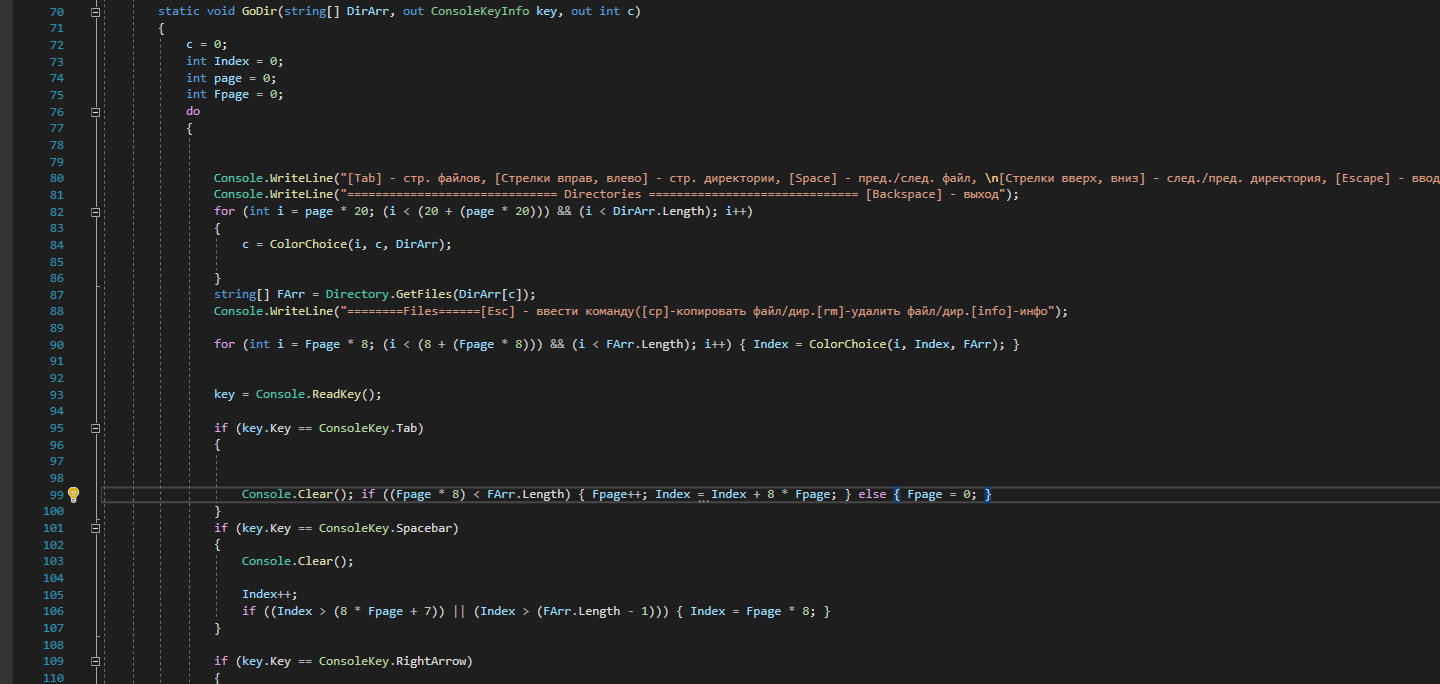 70 static void GoDir(string[] DirArr, out ConsoleKeyInfo key, out int c)
71 {
72 c = 0;
73 int Index = 0;
74 int page = 0;
75 int Fpage = 0;
76 do
77 {
78
79
80 Console.WriteLine("[Tab] - стр. файлов, [Стрелки вправ, влево] - стр. директории, [Space] - пред./след. файл, \n[Стрелки вверх, вниз] - след./пред. директория, [Escape] - ввод
81 Console.WriteLine("============================== Directories ============================== [Backspace] - выход");
82 for (int i = page * 20; (i < (20 + (page * 20))) && (i < DirArr.Length); i++)
83 {
84 c = ColorChoice(i, c, DirArr);
85
86 }
87 string[] FArr = Directory.GetFiles(DirArr[c]);
88 Console.WriteLine("========Files======[Esc] - ввести команду([cp]-копировать файл/дир.[rm]-удалить файл/дир.[info]-инфо");
89
90 for (int i = Fpage * 8; (i < (8 + (Fpage * 8))) && (i < FArr.Length); i++) { Index = ColorChoice(i, Index, FArr); }
91
92
93 key = Console.ReadKey();
94
95 if (key.Key == ConsoleKey.Tab)
96 {
97
98
99 Console.Clear(); if ((Fpage * 8) < FArr.Length) { Fpage++; Index = Index + 8 * Fpage; } else { Fpage = 0; }
100 }
101 if (key.Key == ConsoleKey.Spacebar)
102 {
103 Console.Clear();
104
105 Index++;
106 if ((Index > (8 * Fpage + 7)) || (Index > (FArr.Length - 1))) { Index = Fpage * 8; }
107 }
108
109 if (key.Key == ConsoleKey.RightArrow)
110 {